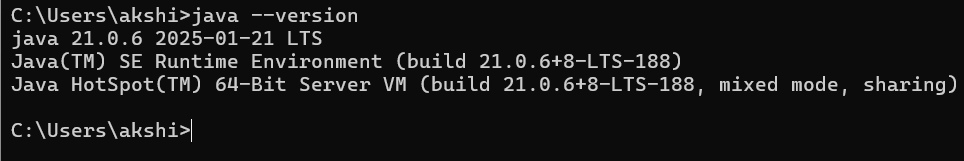 C:\Users\akshi>java --version
java 21.0.6 2025-01-21 LTS
Java(TM) SE Runtime Environment (build 21.0.6+8-LTS-188)
Java HotSpot(TM) 64-Bit Server VM (build 21.0.6+8-LTS-188, mixed mode, sharing)
C:\Users\akshi>